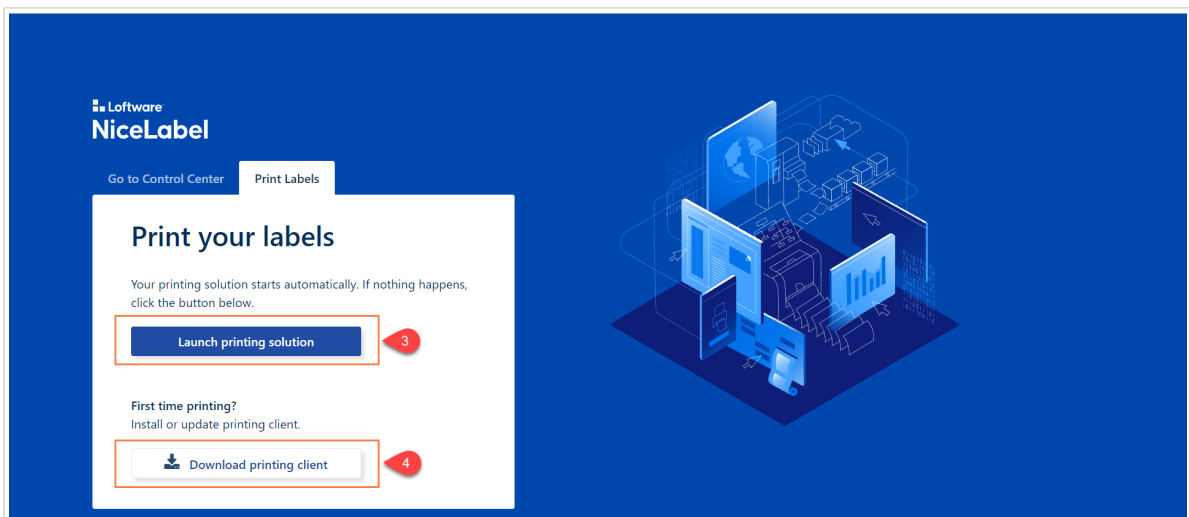 Loftware
NiceLabel
Go to Control Center
Print Labels
Print your labels
Your printing solution starts automatically. If nothing happens,
click the button below.
Launch printing solution
3
First time printing?
Install or update printing client.
Download printing client
4